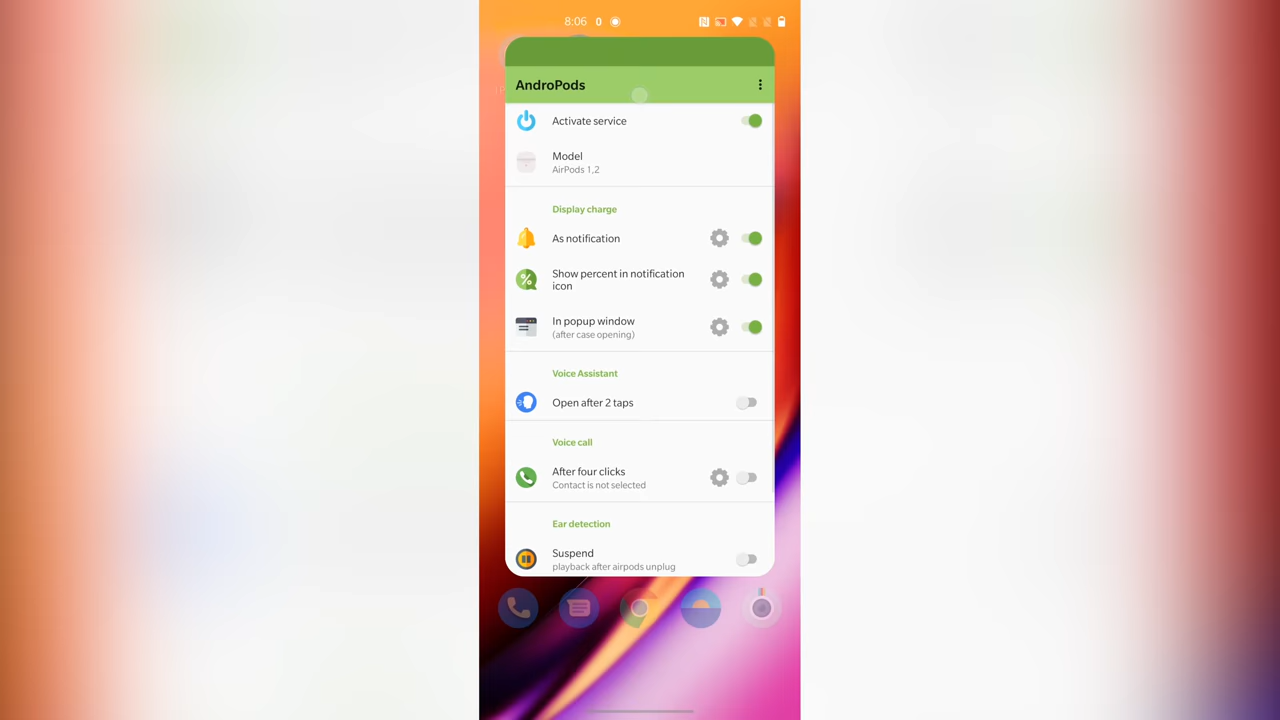 8:06 0
AndroPods
Activate service
Model
AirPods 1,2
Display charge
As notification
Show percent in notification
icon
In popup window
(after case opening)
Voice Assistant
Open after 2 taps
Voice call
After four clicks
Contact is not selected
Ear detection
Suspend
playback after airpods unplug